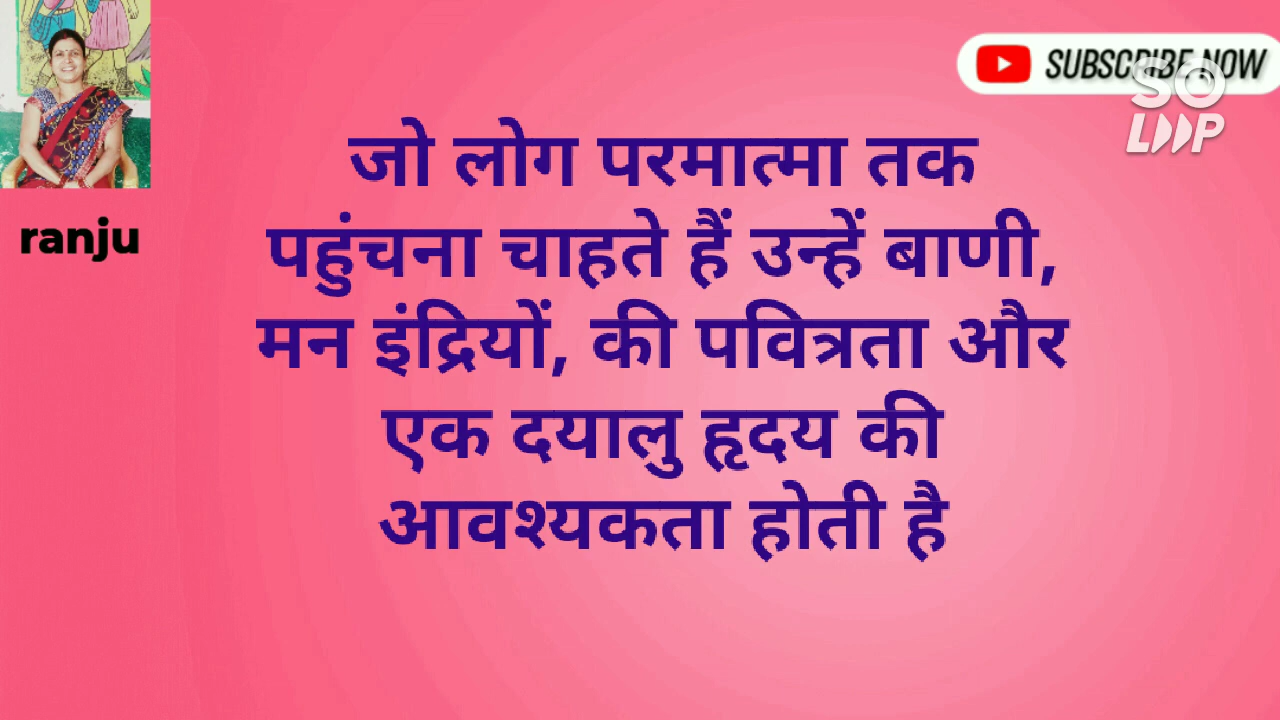 SUBSCRIBE NOW
SO
LOOP
ranju
जो लोग परमात्मा तक
पहुंचना चाहते हैं उन्हें बाणी,
मन इंद्रियों, की पवित्रता और
एक दयालु हृदय की
आवश्यकता होती है